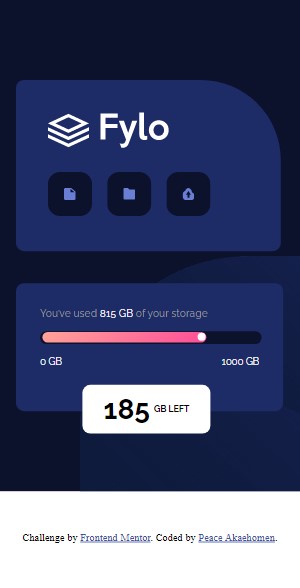 Fylo
You've used 815 GB of your storage
0 GB 1000 GB
185 GB LEFT
Challenge by Frontend Mentor. Coded by Peace Akaehomen.